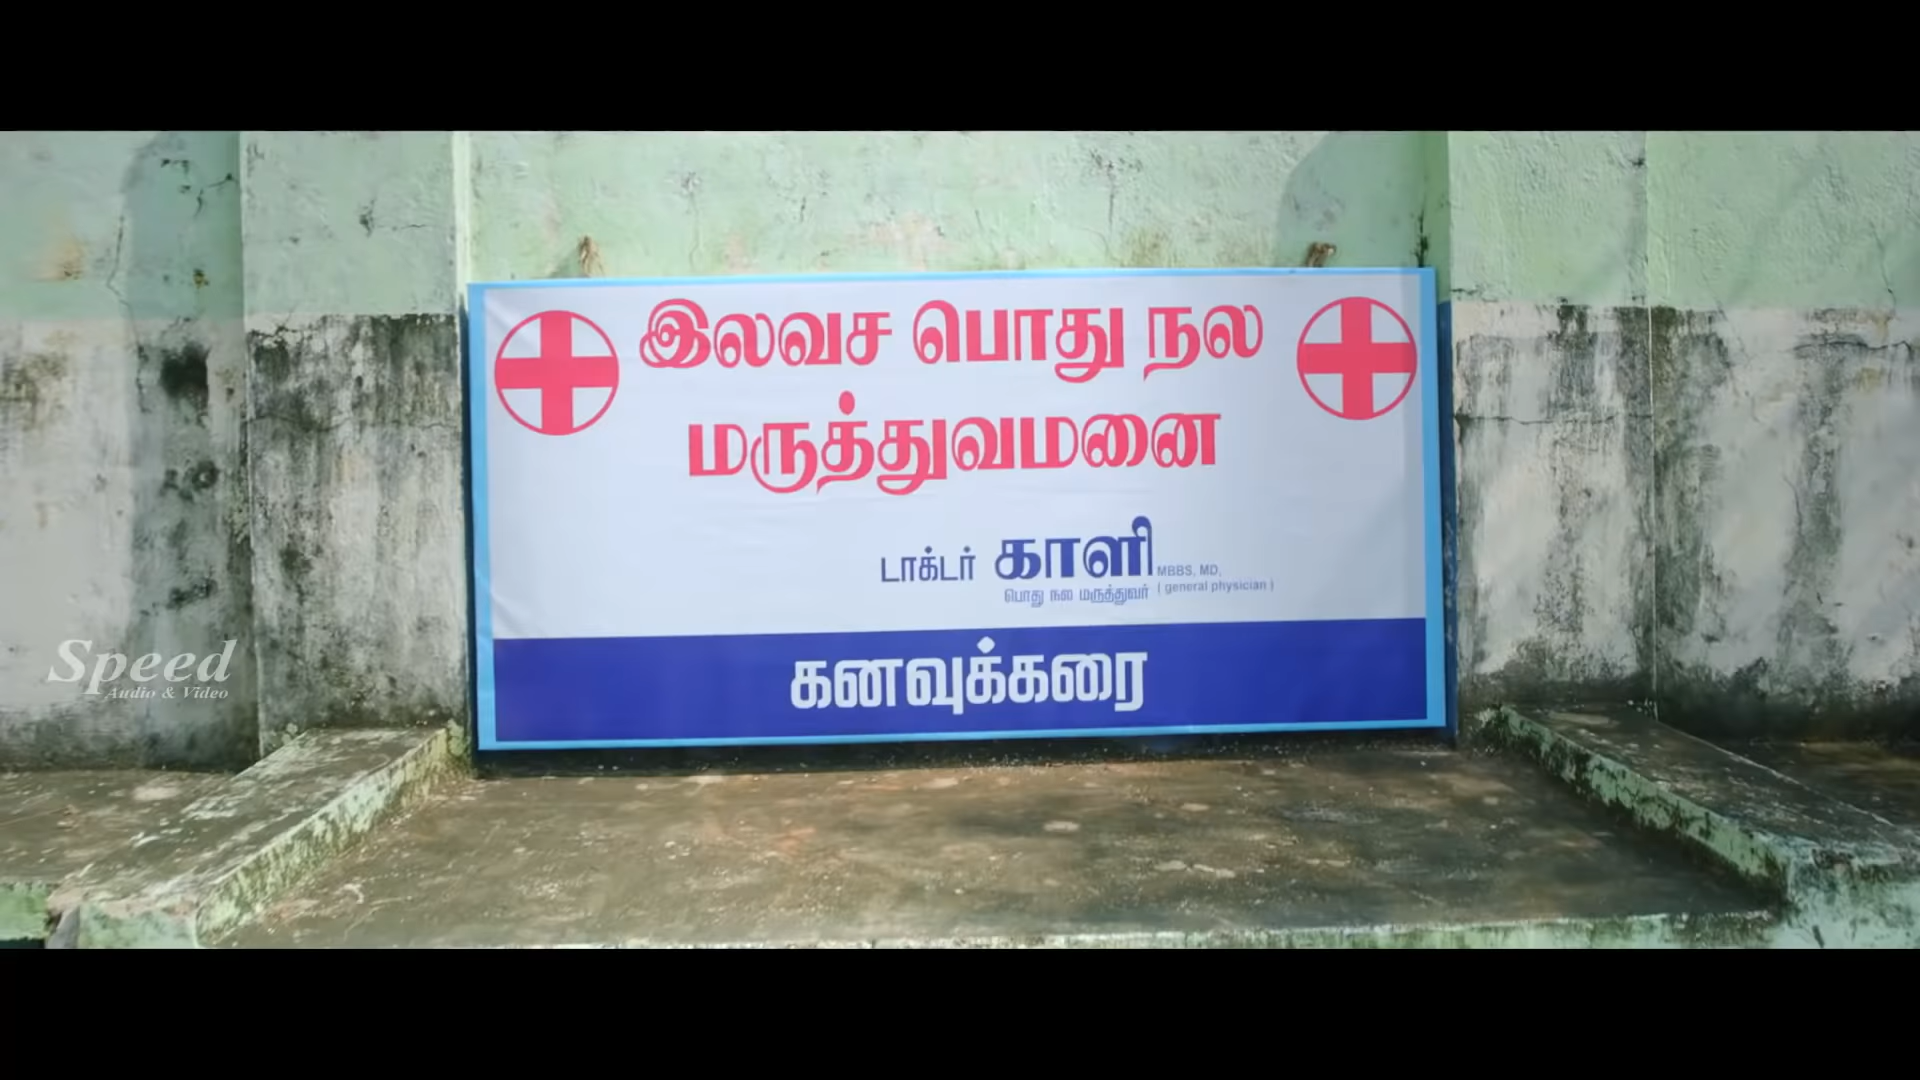 இலவச பொது நல
மருத்துவமனை
டாக்டர் காளி MBBS, MD,
பொது நல மருத்துவர் ( general physician )
கனவுக்கரை
Speed
Audio & Video